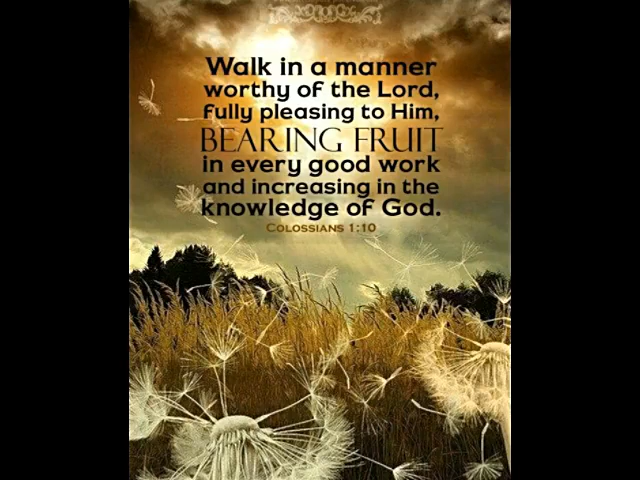 Walk in a manner
worthy of the Lord,
fully pleasing to Him,
BEARING FRUIT
in every good work
and increasing in the
knowledge of God.
COLOSSIANS 1:10